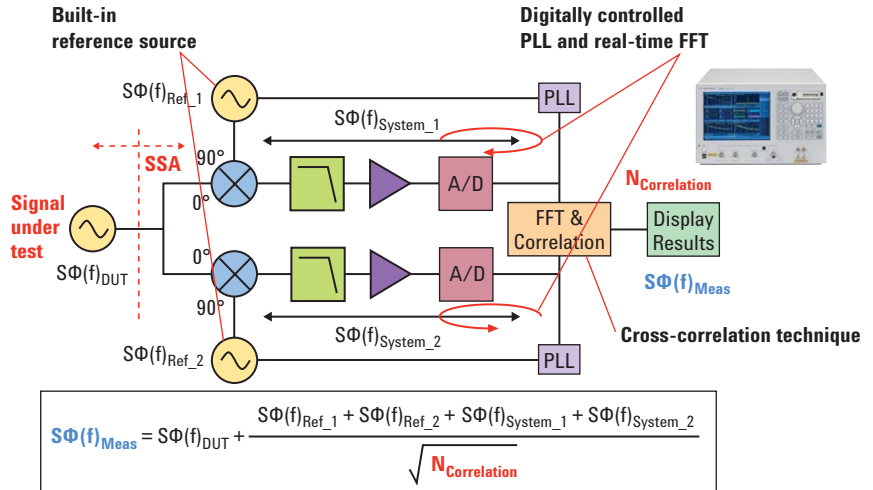 Built-in
reference source
Digitally controlled
PLL and real-time FFT
SΦ(f)Ref_1
PLL
SΦ(f)System_1
SSA
90°
0°
A/D
NCorrelation
Signal
under
test
FFT &
Correlation
Display
Results
SΦ(f)DUT
0°
90°
A/D
SΦ(f)Meas
SΦ(f)System_2
Cross-correlation technique
SΦ(f)Ref_2
PLL
SΦ(f)Meas = SΦ(f)DUT + SΦ(f)Ref_1 + SΦ(f)Ref_2 + SΦ(f)System_1 + SΦ(f)System_2
√NCorrelation